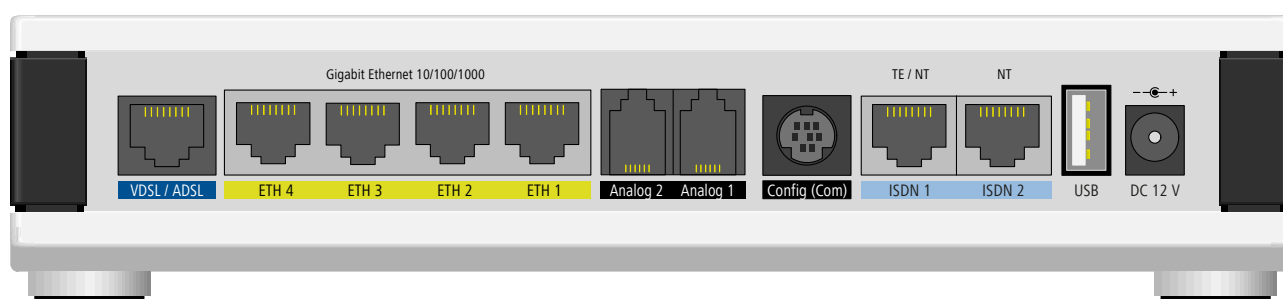 Gigabit Ethernet 10/100/1000
TE / NT
NT
VDSL / ADSL
ETH 4
ETH 3
ETH 2
ETH 1
Analog 2
Analog 1
Config (Com)
ISDN 1
ISDN 2
USB
DC 12 V